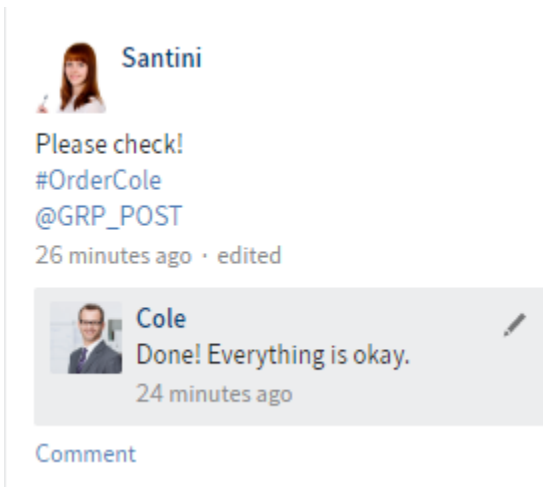 Santini
Please check!
#OrderCole
@GRP_POST
26 minutes ago · edited
Cole
Done! Everything is okay.
24 minutes ago
Comment